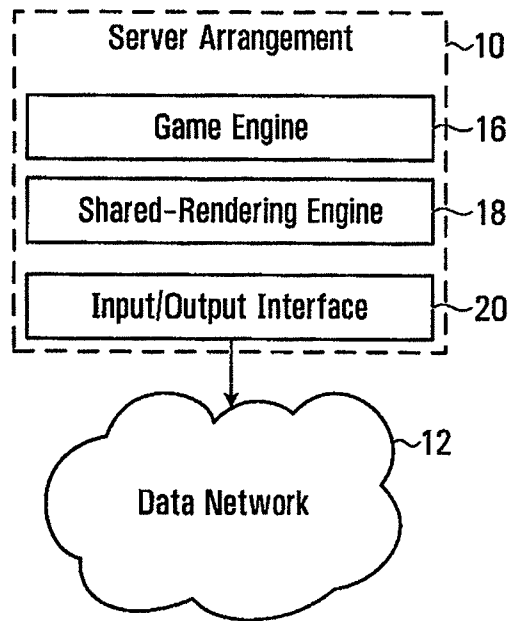 Server Arrangement
10
Game Engine
16
Shared-Rendering Engine
18
Input/Output Interface
20
12
Data Network